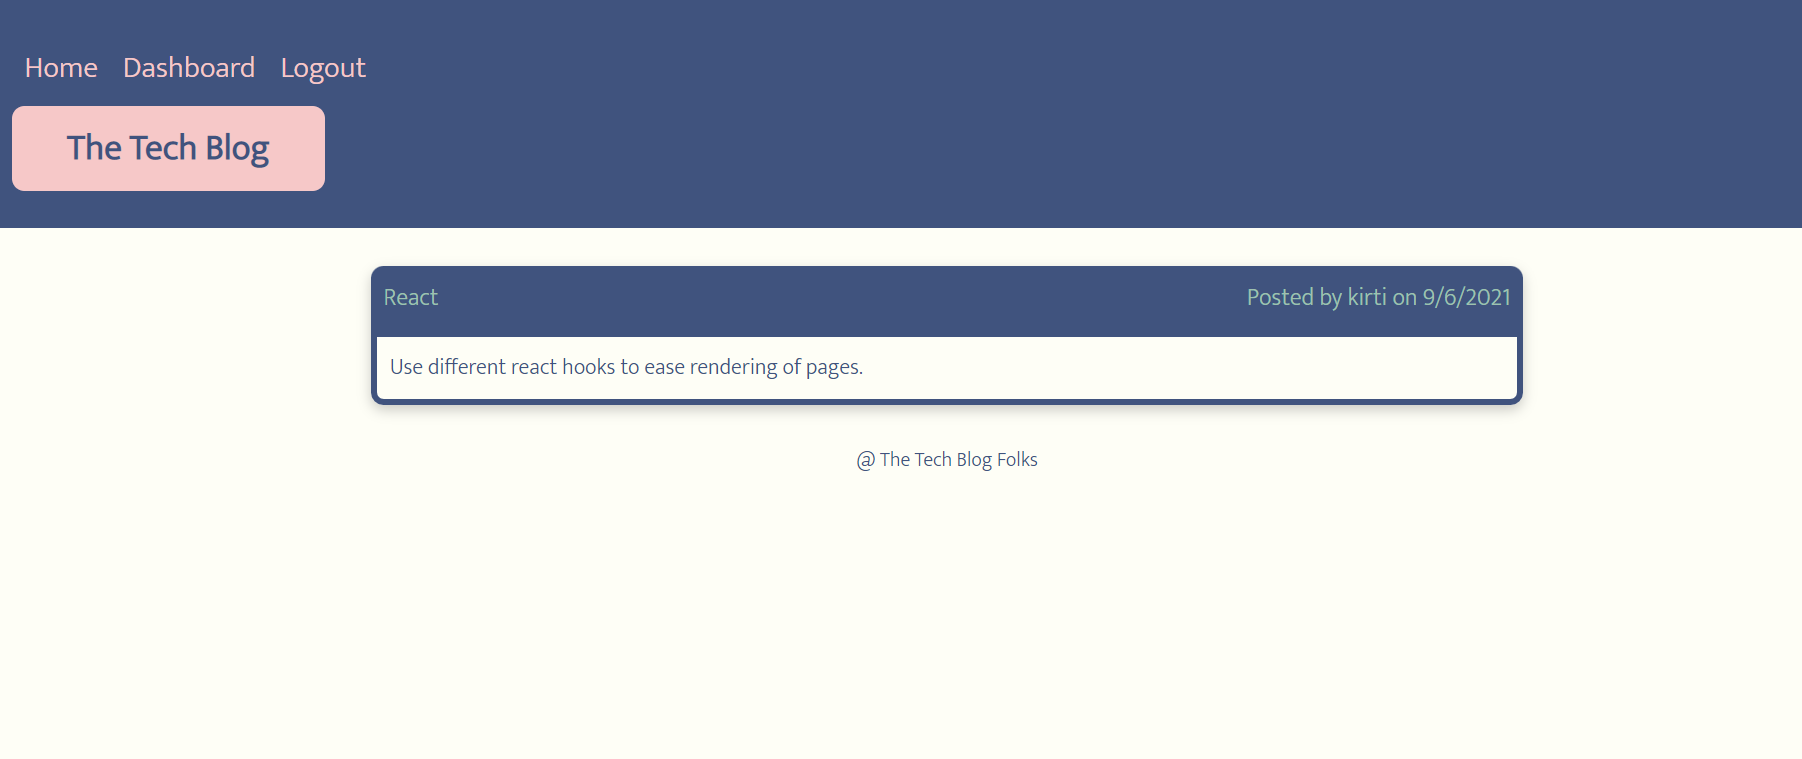 Home Dashboard Logout
The Tech Blog
React Posted by kirti on 9/6/2021
Use different react hooks to ease rendering of pages.
@ The Tech Blog Folks